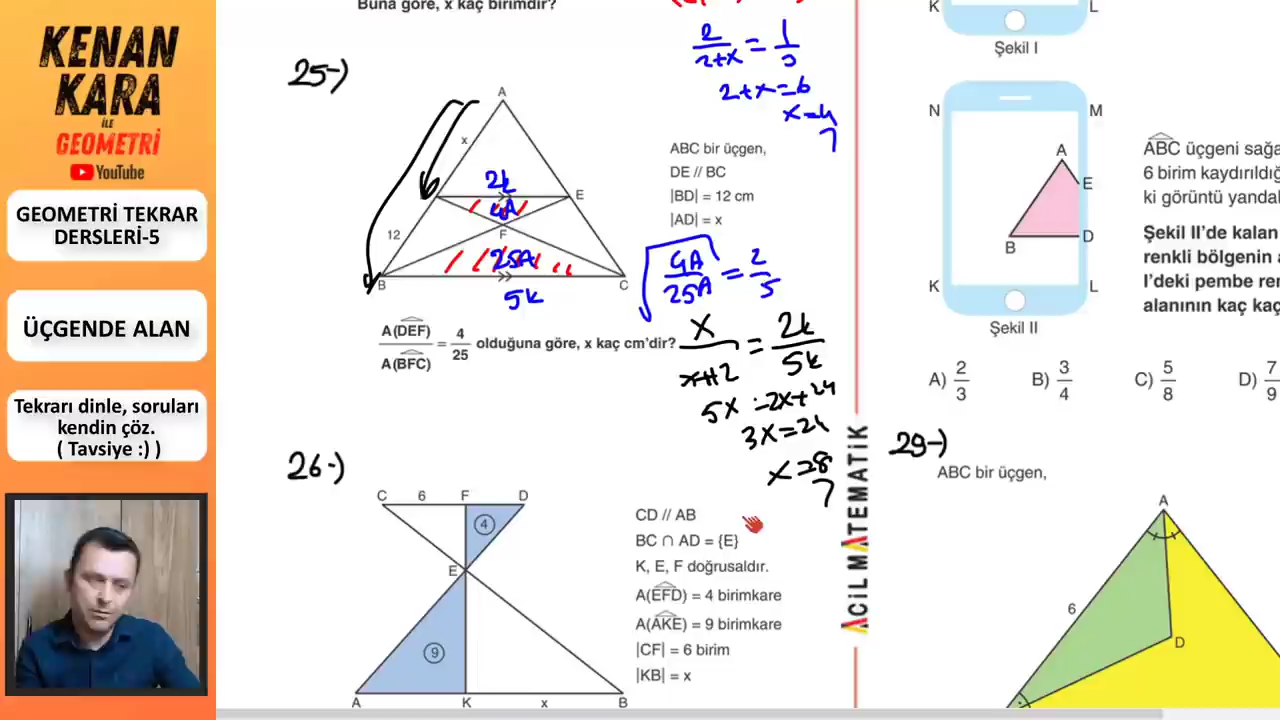 KENAN
KARA
İLE
GEOMETRİ
YouTube
GEOMETRİ TEKRAR
DERSLERİ-5
ÜÇGENDE ALAN
Tekrarı dinle, soruları
kendin çöz.
( Tavsiye :) )
Buna göre, x kaç birimdir?
2/2+x = 1/3
2+x=6
x=4
25-)
A
x
2k
E
4A
F
12
25A
B
C
5k
ABC bir üçgen,
DE // BC
|BD| = 12 cm
|AD| = x
√4A/25A = 2/5
A(DEF)/A(BFC) = 4/25 olduğuna göre, x kaç cm'dir?
x/x+12 = 2k/5k
5x = 2x+24
3x=24
x=8
26-)
C 6 F D
4
E
9
A K x B
CD // AB
BC ∩ AD = {E}
K, E, F doğrusaldır.
A(EFD) = 4 birimkare
A(AKE) = 9 birimkare
|CF| = 6 birim
|KB| = x
ACİL MATEMATİK
K L
Şekil I
N M
A
E
B D
K L
Şekil II
ABC üçgeni sağa
6 birim kaydırıldığ
ki görüntü yandal
Şekil II'de kalan
renkli bölgenin a
I'deki pembe ren
alanının kaç kaç
A) 2/3 B) 3/4 C) 5/8 D) 7/9
29-)
ABC bir üçgen,
A
6
D